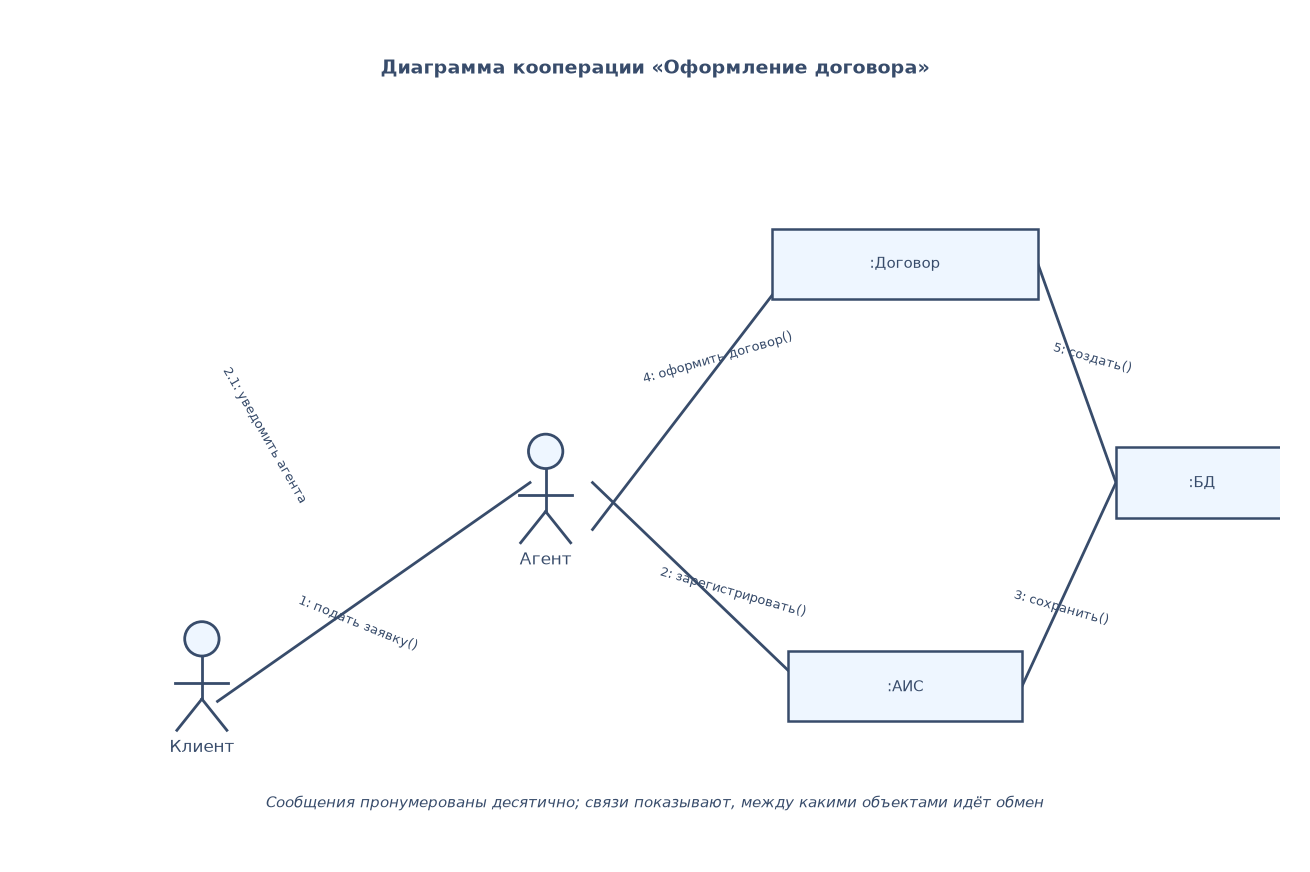 Диаграмма кооперации «Оформление договора»
:Договор
4: оформить договор()
5: создать()
2.1: уведомить агента
:БД
Агент
2: зарегистрировать()
3: сохранить()
1: подать заявку()
:АИС
Клиент
Сообщения пронумерованы десятично; связи показывают, между какими объектами идёт обмен